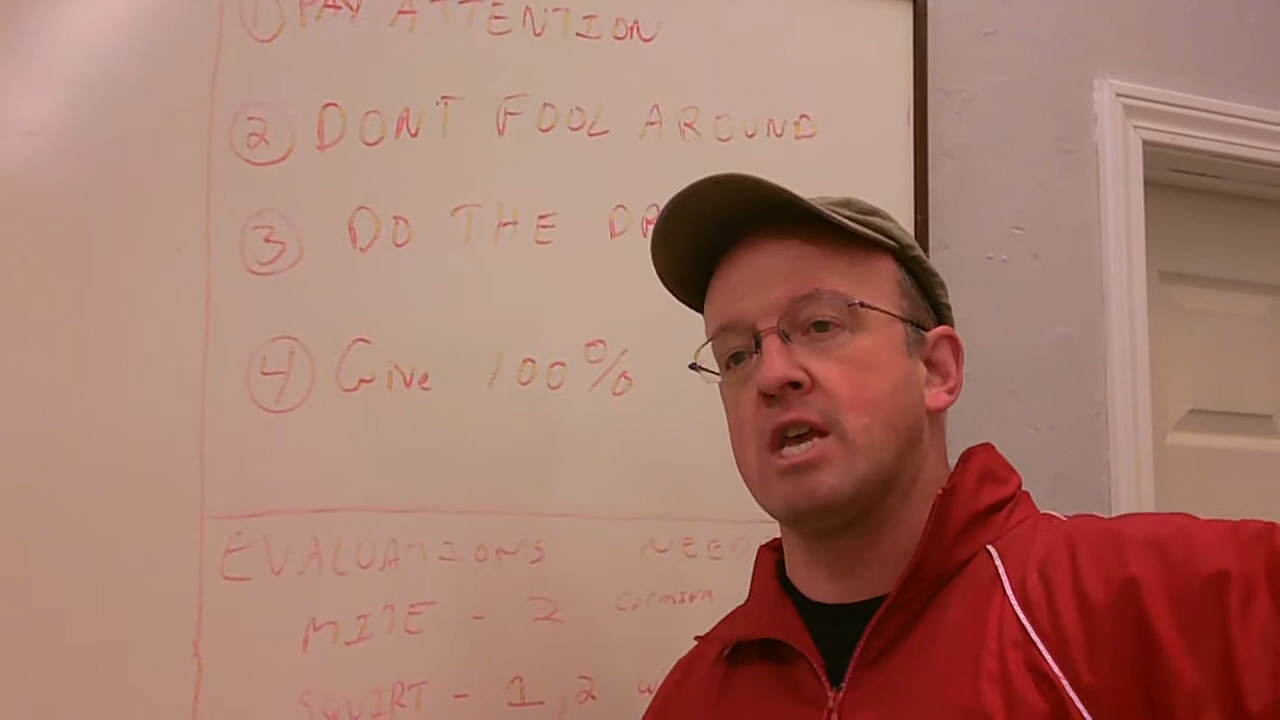 1 PAY ATTENTION
2 DONT FOOL AROUND
3 DO THE
4 Give 100%
EVALUATIONS NEED
MITE - 2
SQUIRT - 1, 2